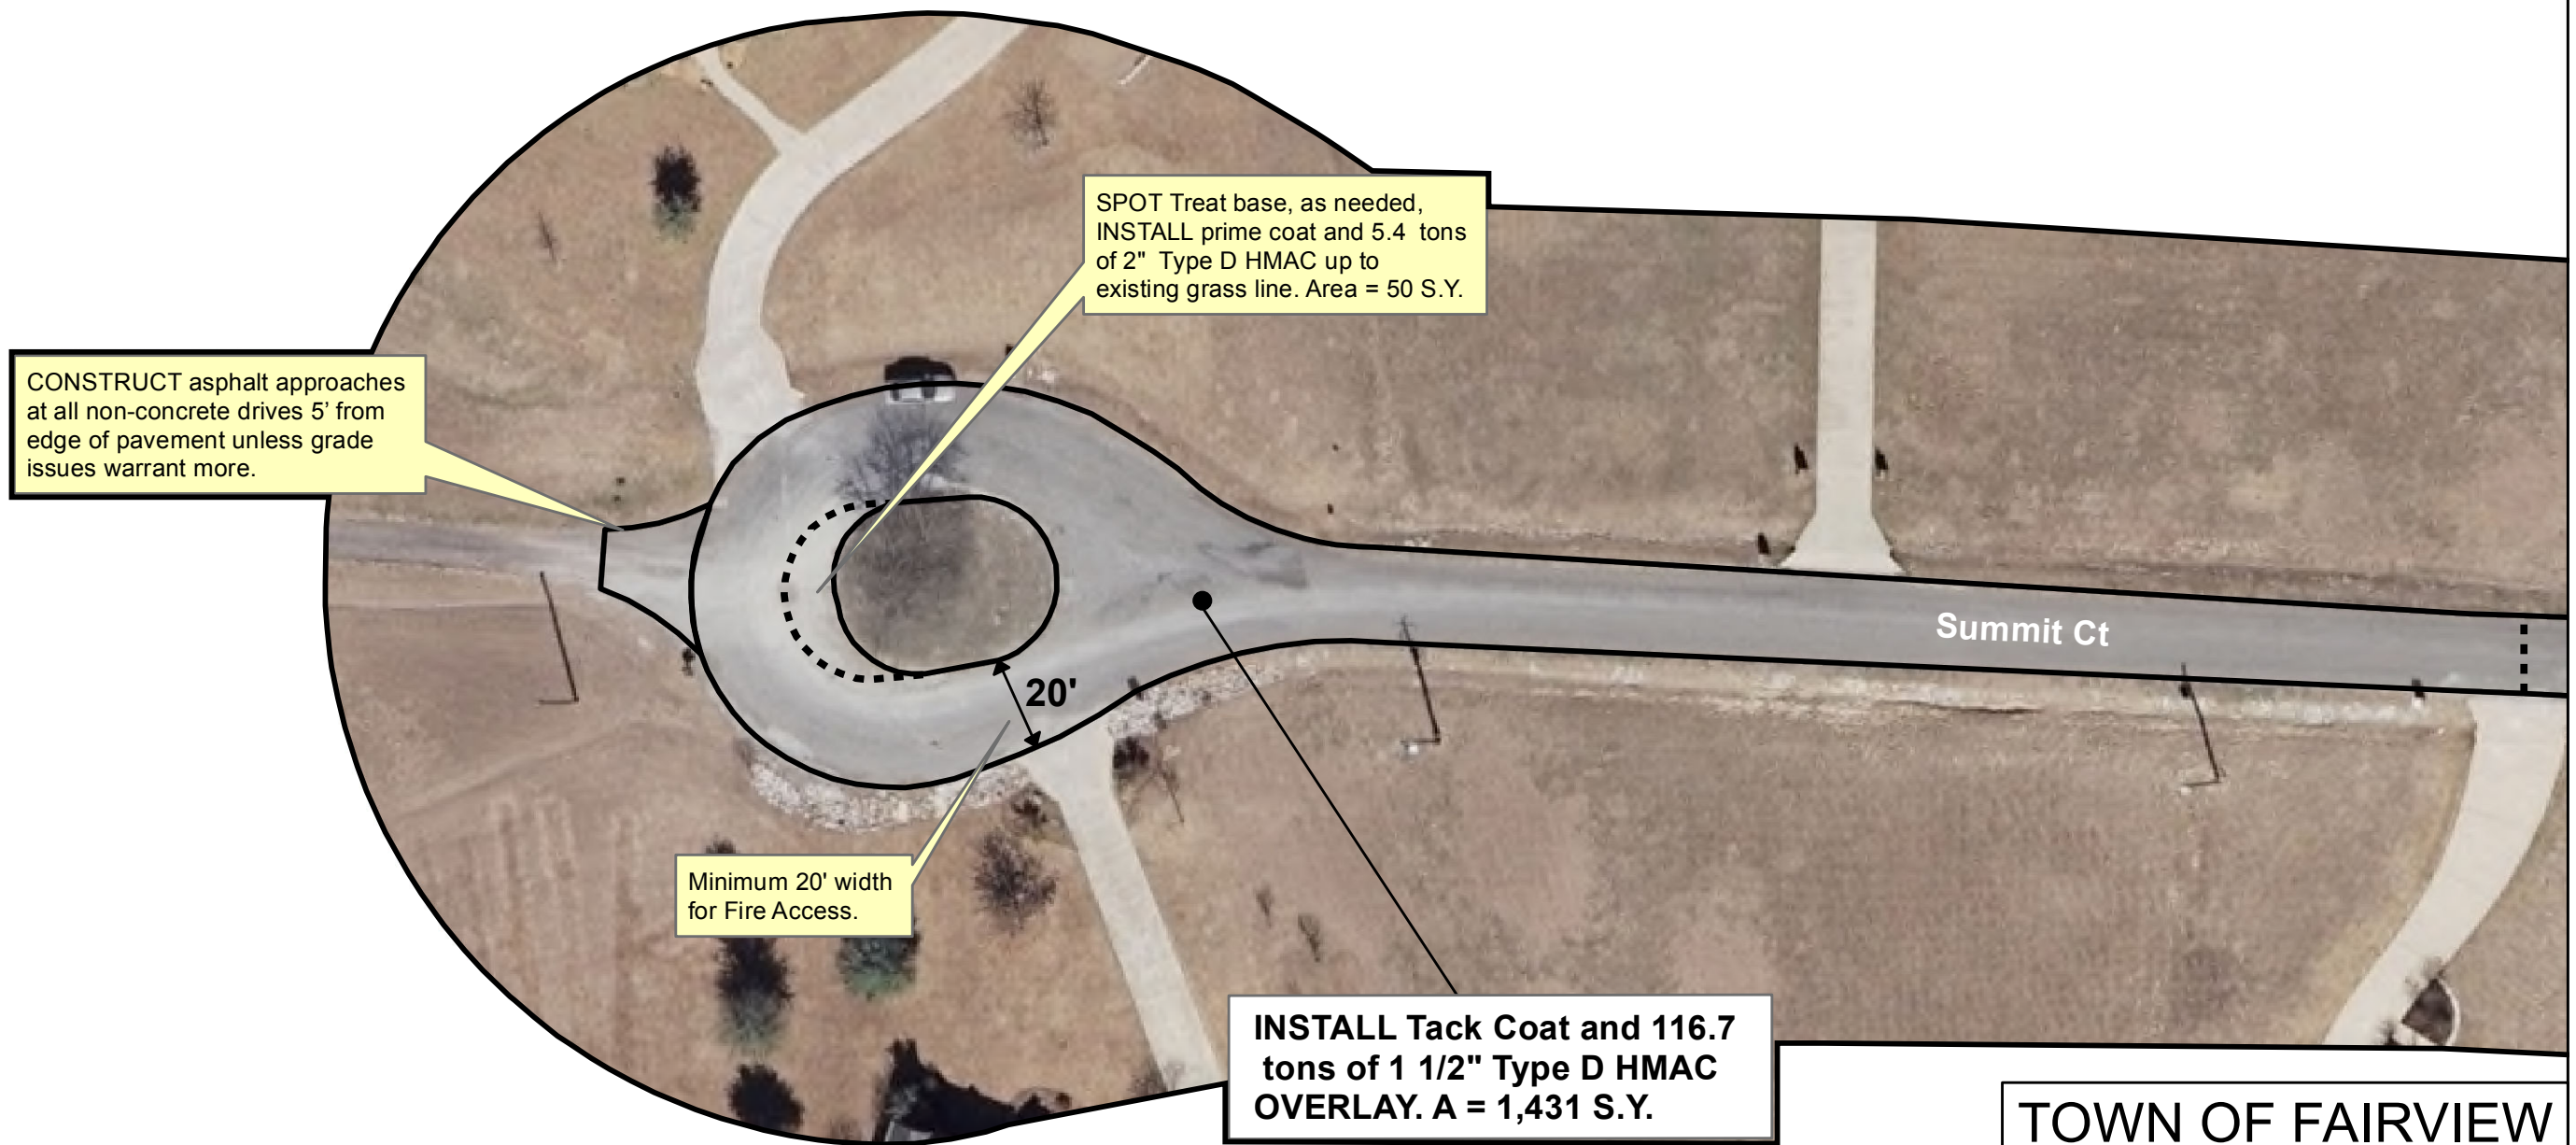 SPOT Treat base, as needed,
INSTALL prime coat and 5.4 tons
of 2" Type D HMAC up to
existing grass line. Area = 50 S.Y.
CONSTRUCT asphalt approaches
at all non-concrete drives 5’ from
edge of pavement unless grade
issues warrant more.
Summit Ct
20'
Minimum 20' width
for Fire Access.
INSTALL Tack Coat and 116.7
tons of 1 1/2" Type D HMAC
OVERLAY. A = 1,431 S.Y.
TOWN OF FAIRVIEW